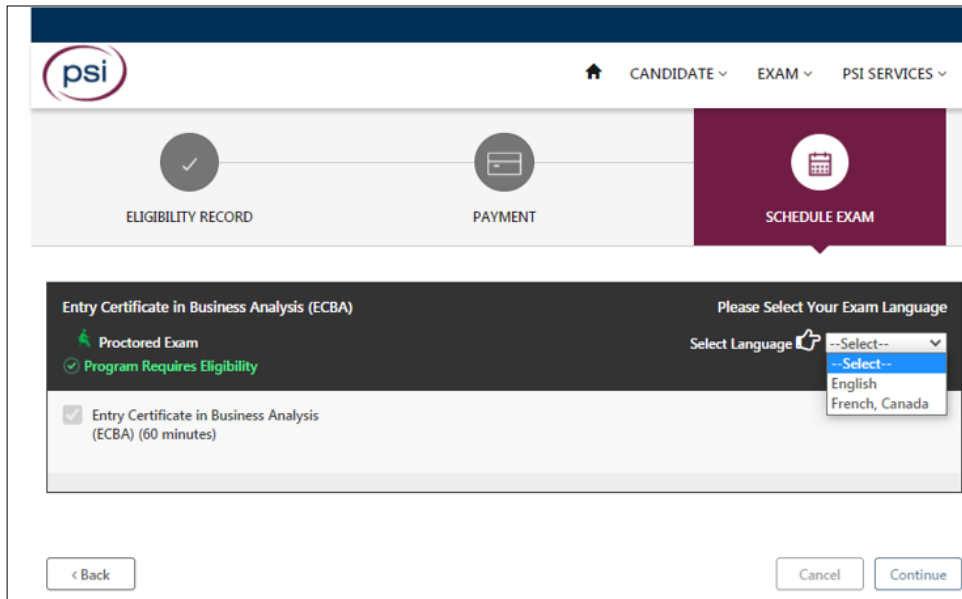 psi
CANDIDATE EXAM PSI SERVICES
ELIGIBILITY RECORD PAYMENT SCHEDULE EXAM
Entry Certificate in Business Analysis (ECBA) Please Select Your Exam Language
Proctored Exam Select Language --Select--
Program Requires Eligibility --Select--
English
French, Canada
Entry Certificate in Business Analysis
(ECBA) (60 minutes)
< Back Cancel Continue